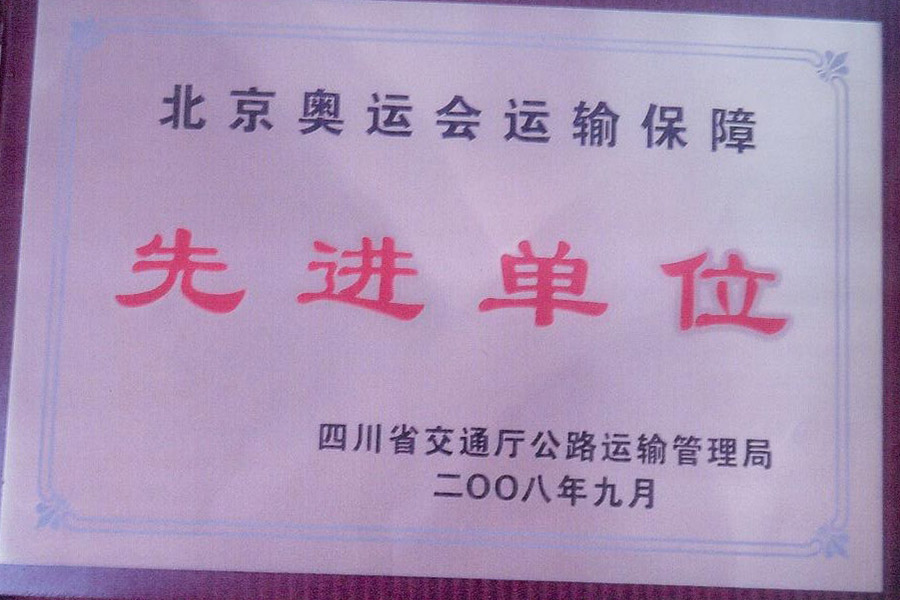 北京奥运会运输保障
先进单位
四川省交通厅公路运输管理局
二OO八年九月